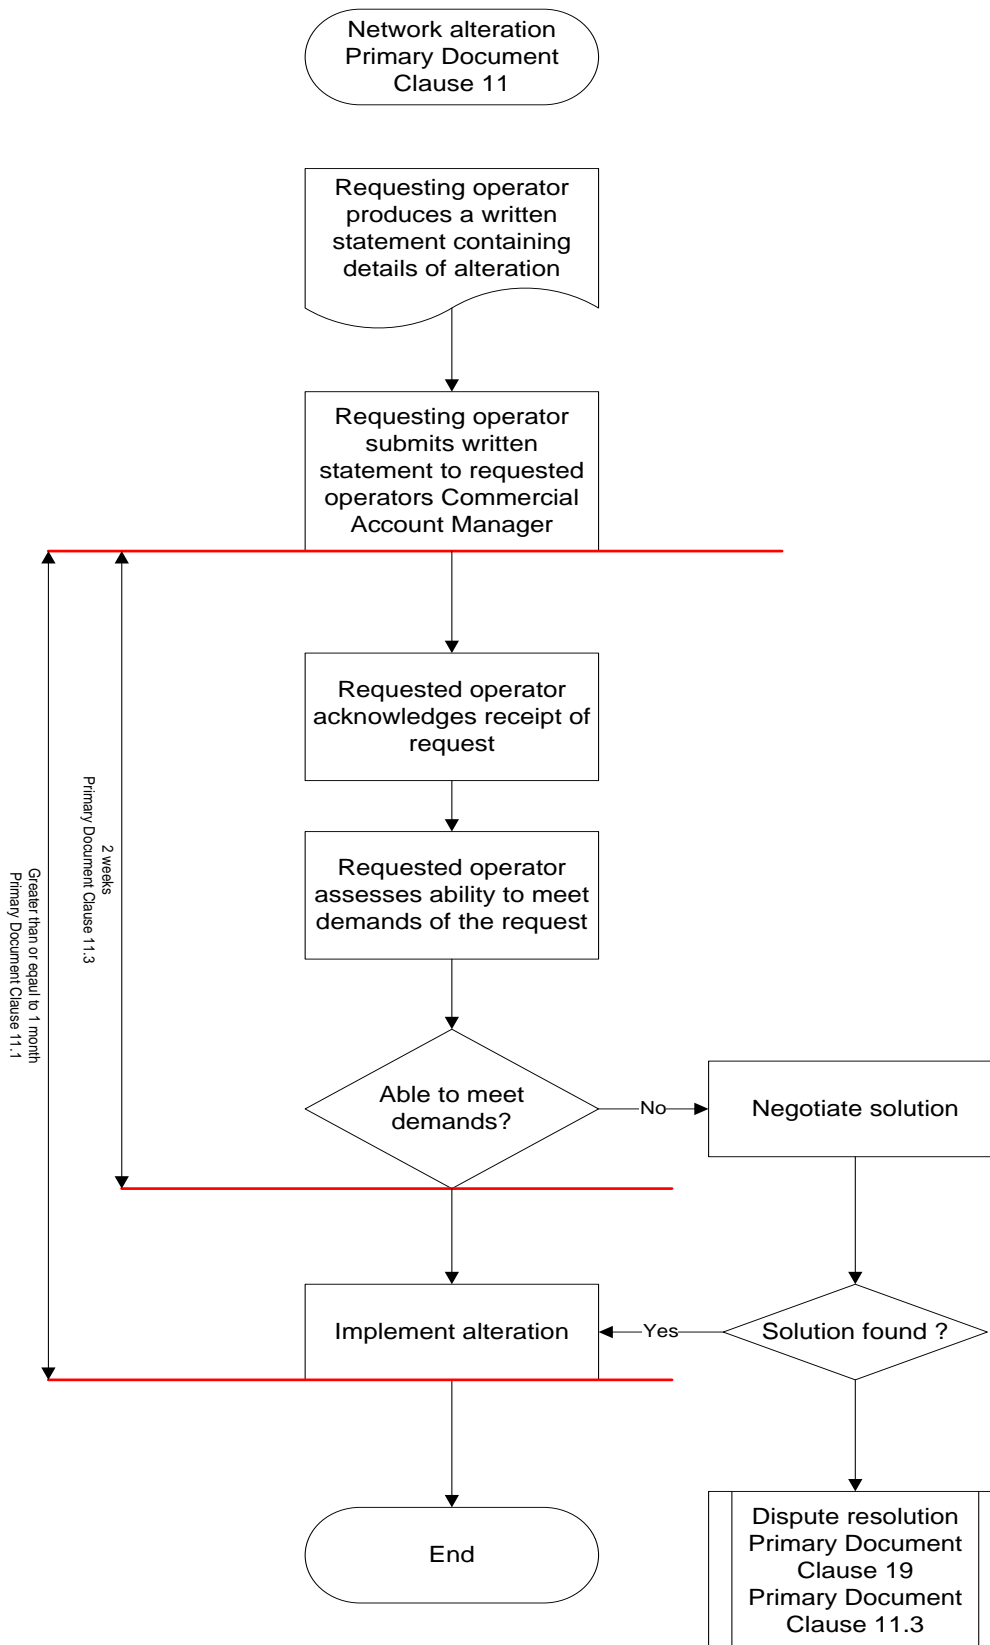 Network alteration
Primary Document
Clause 11
Requesting operator
produces a written
statement containing
details of alteration
Requesting operator
submits written
statement to requested
operators Commercial
Account Manager
Requested operator
acknowledges receipt of
request
2 weeks
Primary Document Clause 11.3
Greater than or eqaul to 1 month
Primary Document Clause 11.1
Requested operator
assesses ability to meet
demands of the request
Able to meet
demands?
No
Negotiate solution
Implement alteration
Yes
Solution found ?
End
Dispute resolution
Primary Document
Clause 19
Primary Document
Clause 11.3